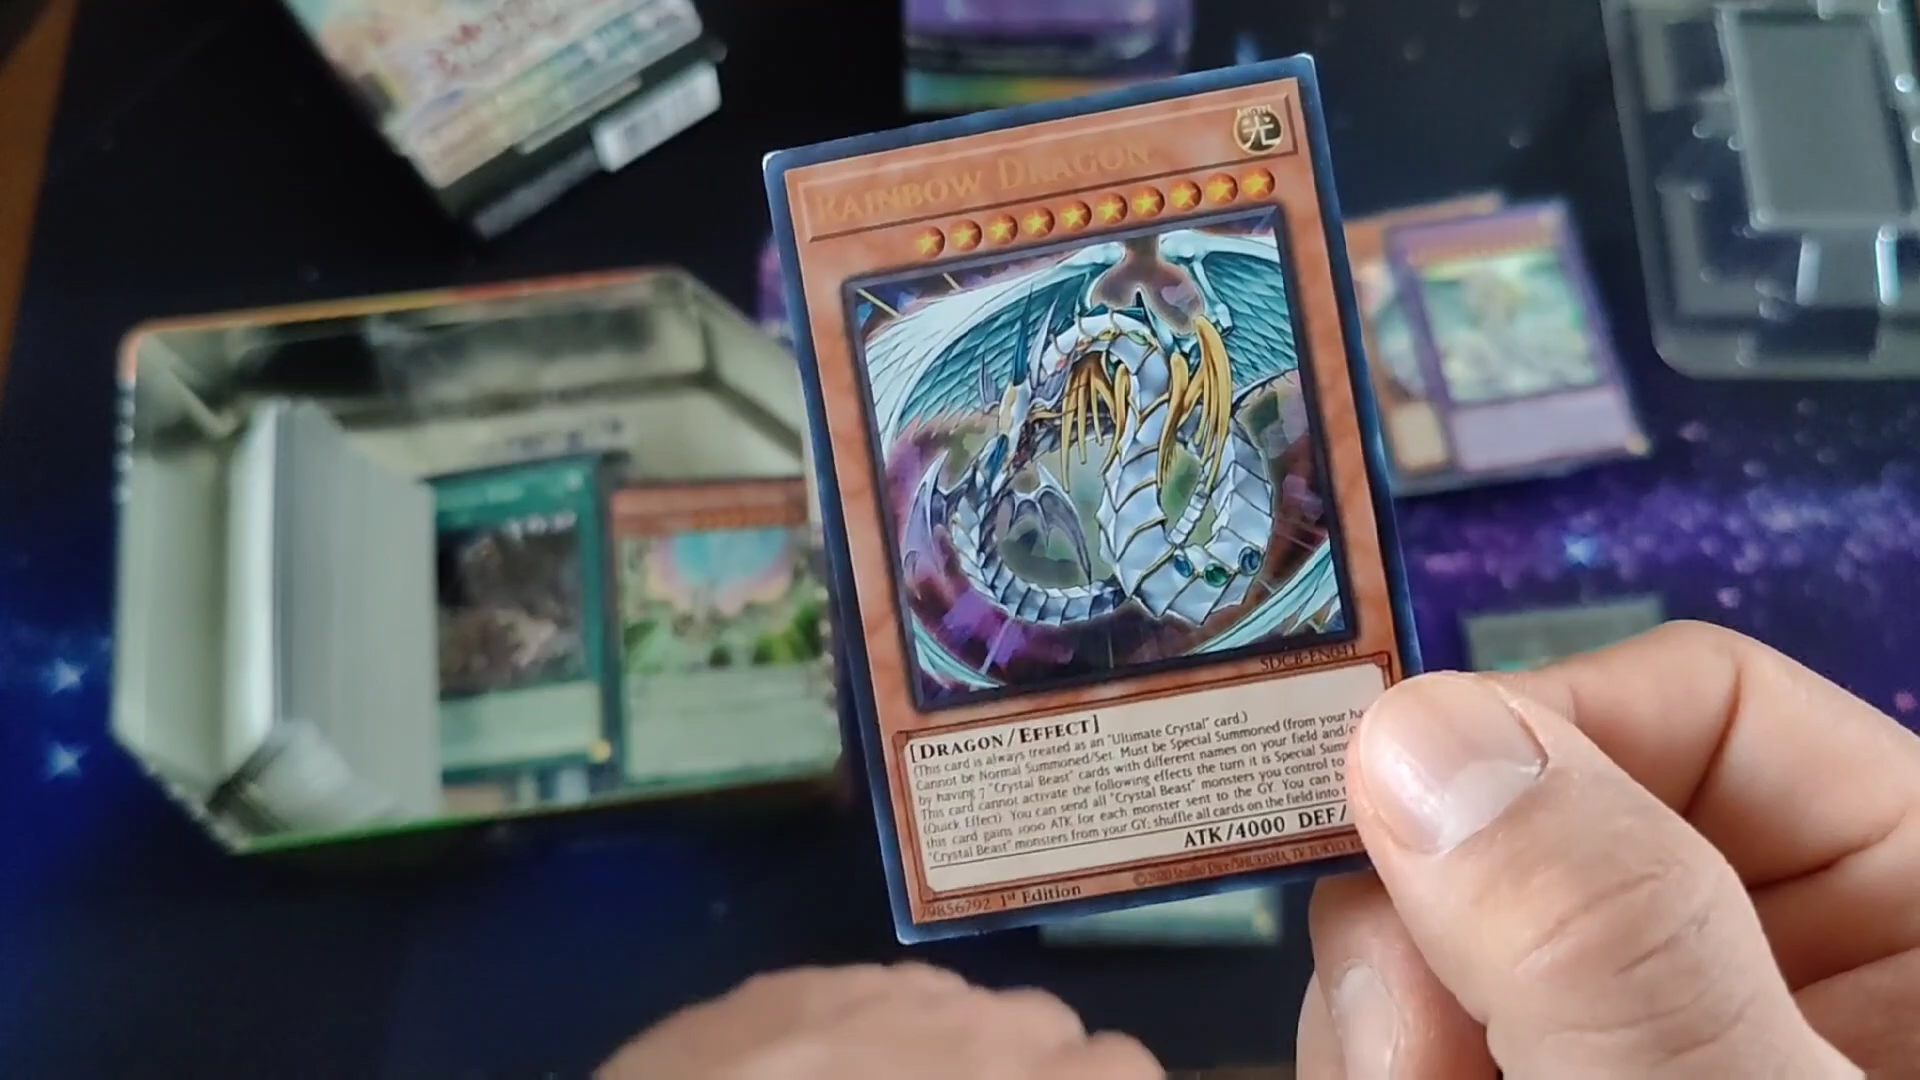 RAINBOW DRAGON
LIGHT
光
SDCB-EN041
[DRAGON/EFFECT]
(This card is always treated as an "Ultimate Crystal" card.)
Cannot be Normal Summoned/Set. Must be Special Summoned (from your ha
by having 7 "Crystal Beast" cards with different names on your field and/o
This card cannot activate the following effects the turn it is Special Sum
(Quick Effect): You can send all "Crystal Beast" monsters you control to
this card gains 1000 ATK for each monster sent to the GY. You can b
"Crystal Beast" monsters from your GY; shuffle all cards on the field into
ATK/4000 DEF/
79856792 1st Edition
©2020 Studio Dice/SHUEISHA, TV TOKYO,